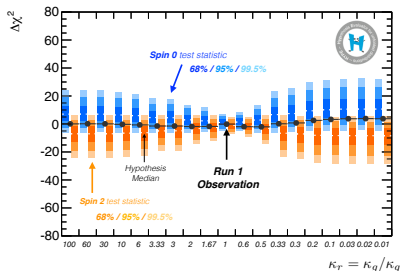 Δχ²
80
60
40
20
0
-20
-40
-60
-80
Spin 0 test statistic
68% / 95% / 99.5%
Hypothesis
Median
Run 1
Observation
Spin 2 test statistic
68% / 95% / 99.5%
100 60 30 10 6 3.33 3 2 1.67 1 0.6 0.5 0.33 0.3 0.2 0.1 0.03 0.02 0.01
κ_r = κ_q/κ_g